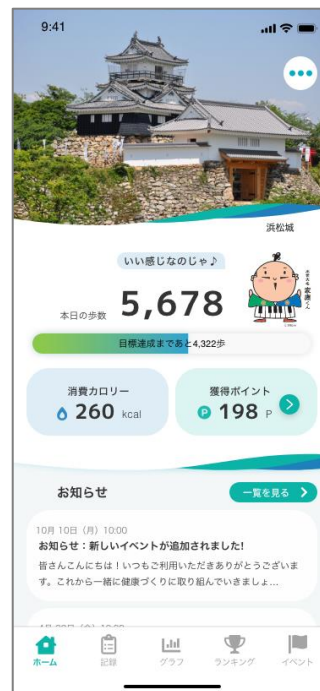 9:41
浜松城
いい感じなのじゃ♪
本日の歩数 5,678
出世大名家康くん
目標達成まであと4,322歩
消費カロリー
260 kcal
獲得ポイント
P 198 P
お知らせ
一覧を見る
10月 10日（月）10:00
お知らせ：新しいイベントが追加されました!
皆さんこんにちは！いつもご利用いただきありがとうございま
す。これから一緒に健康づくりに取り組んでいきましょ...
ホーム
記録
グラフ
ランキング
イベント